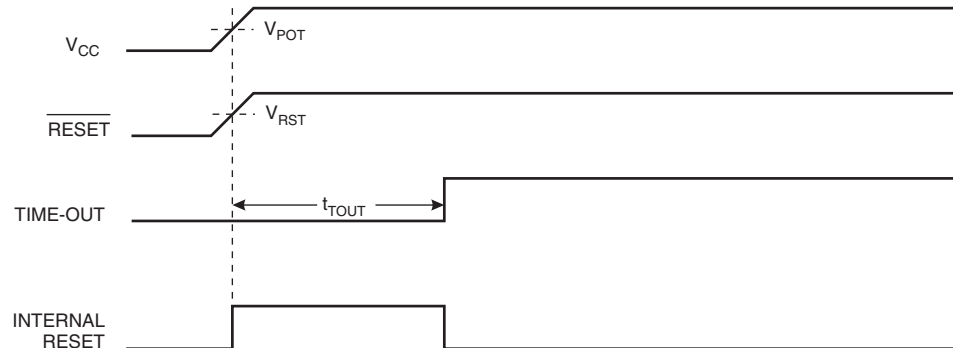 V_CC
V_POT
RESET
V_RST
t_TOUT
TIME-OUT
INTERNAL
RESET